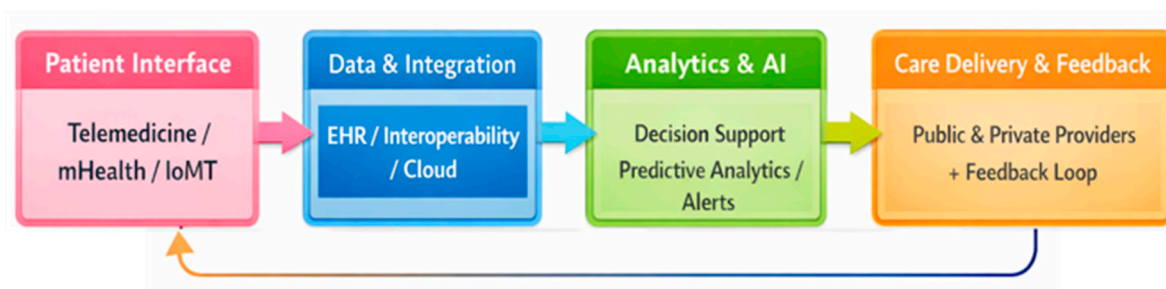 Patient Interface
Telemedicine /
mHealth / IoMT
Data & Integration
EHR / Interoperability
/ Cloud
Analytics & AI
Decision Support
Predictive Analytics /
Alerts
Care Delivery & Feedback
Public & Private Providers
+ Feedback Loop